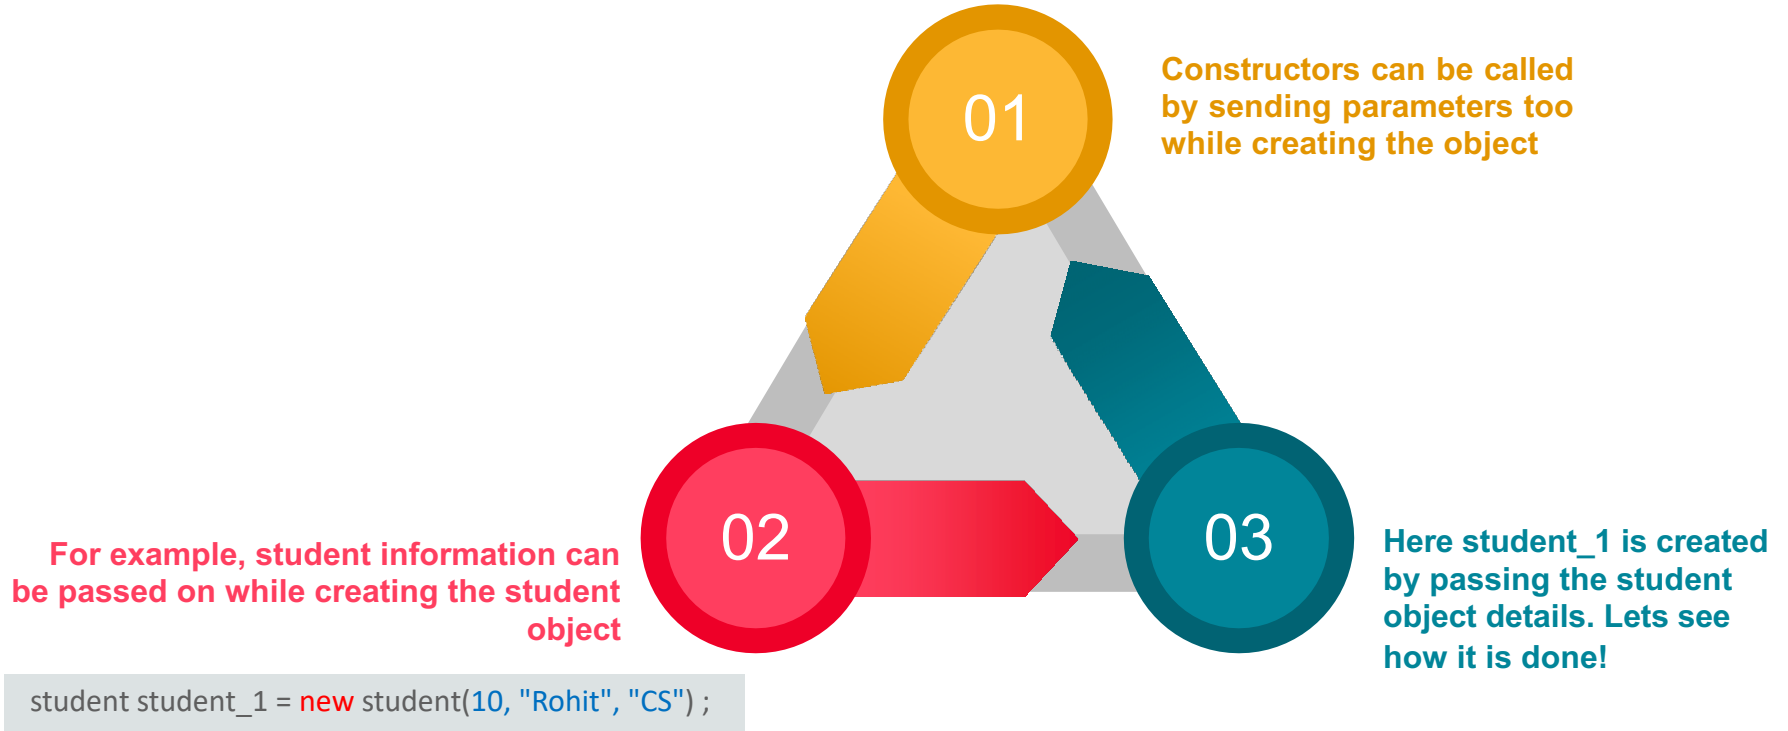 01
Constructors can be called
by sending parameters too
while creating the object
02
For example, student information can
be passed on while creating the student
object
student student_1 = new student(10, "Rohit", "CS") ;
03
Here student_1 is created
by passing the student
object details. Lets see
how it is done!